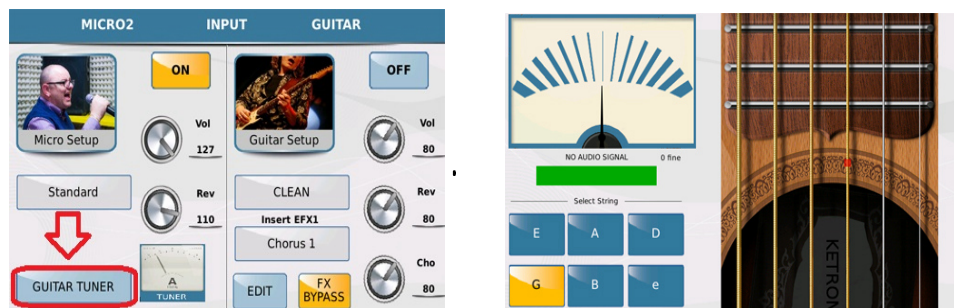 MICRO2 INPUT GUITAR
ON
OFF
Micro Setup
Vol
127
Guitar Setup
Vol
80
Standard
Rev
110
CLEAN
Insert EFX1
Chorus 1
Rev
80
GUITAR TUNER
A
TUNER
EDIT
FX
BYPASS
Cho
80
NO AUDIO SIGNAL 0 fine
Select String
E A D
G B e
KETRON